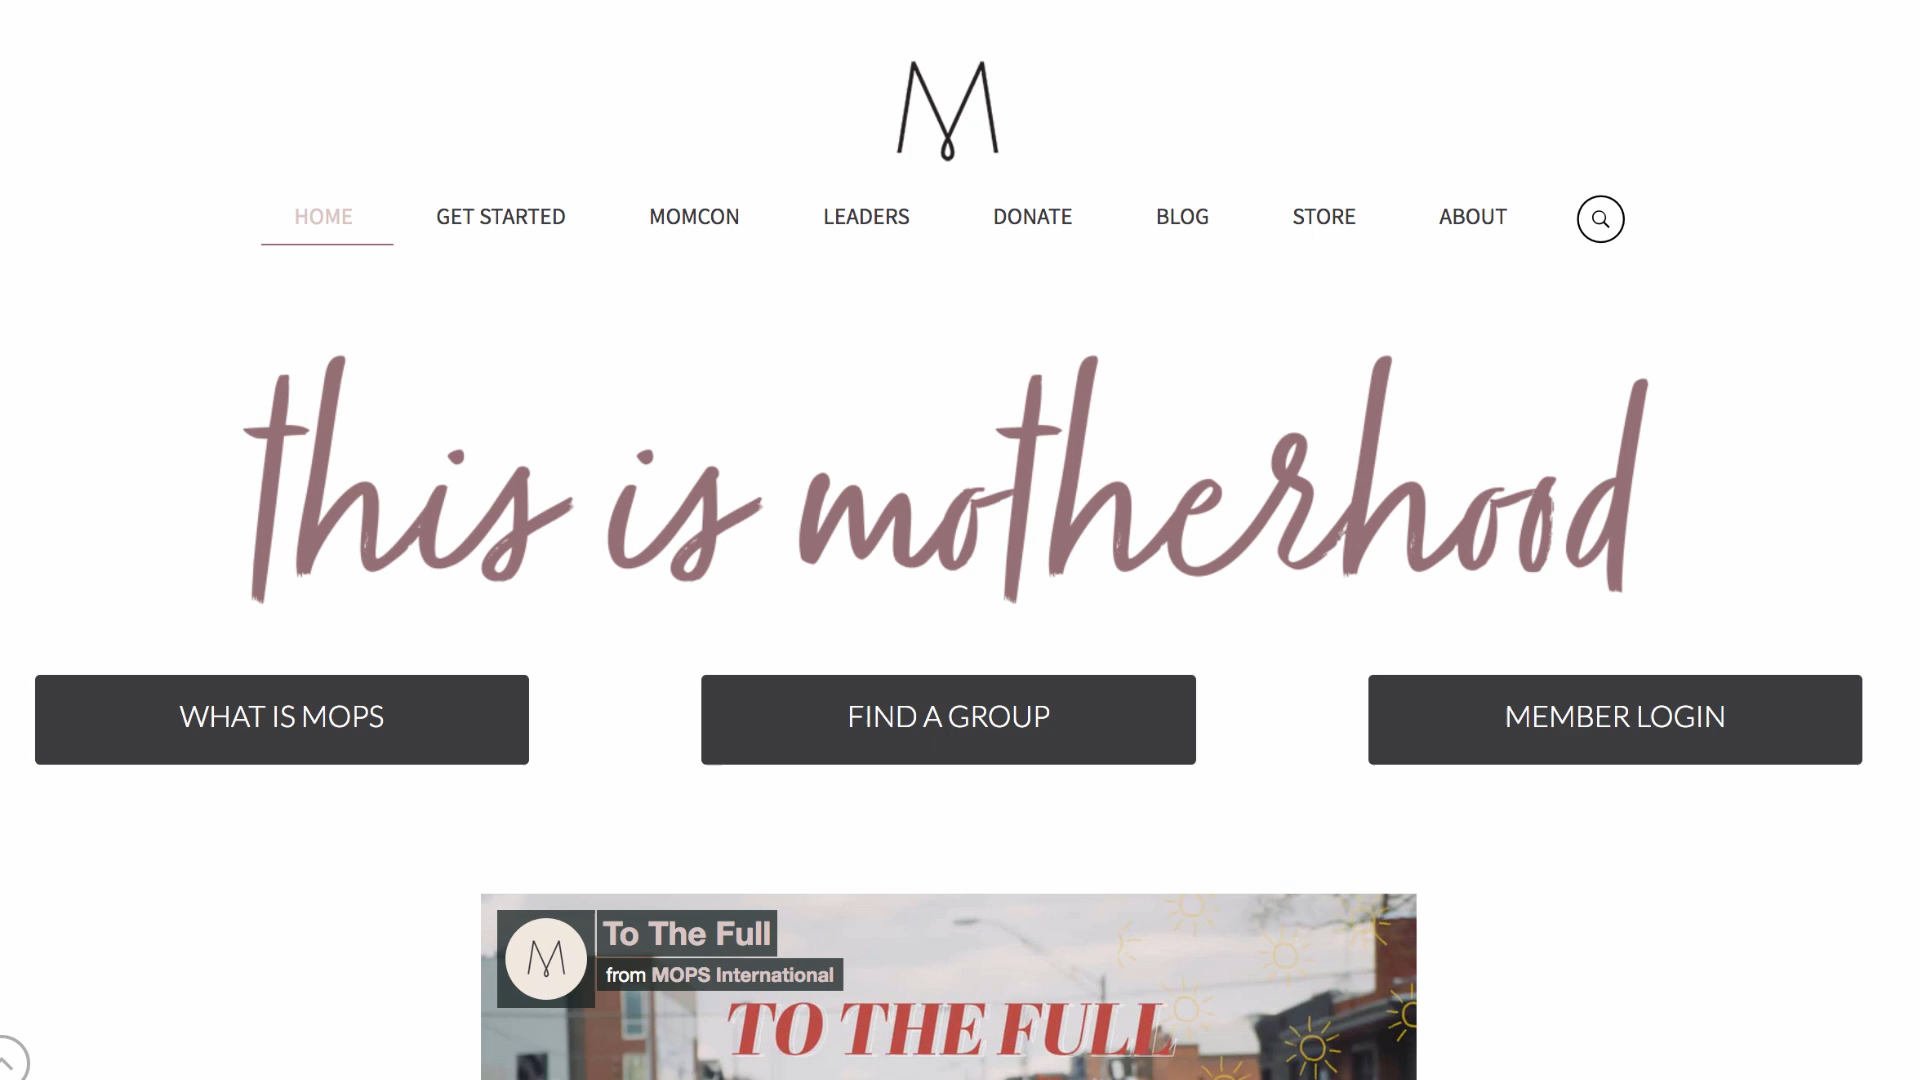 M
HOME GET STARTED MOMCON LEADERS DONATE BLOG STORE ABOUT
this is motherhood
WHAT IS MOPS FIND A GROUP MEMBER LOGIN
M
To The Full
from MOPS International
TO THE FULL